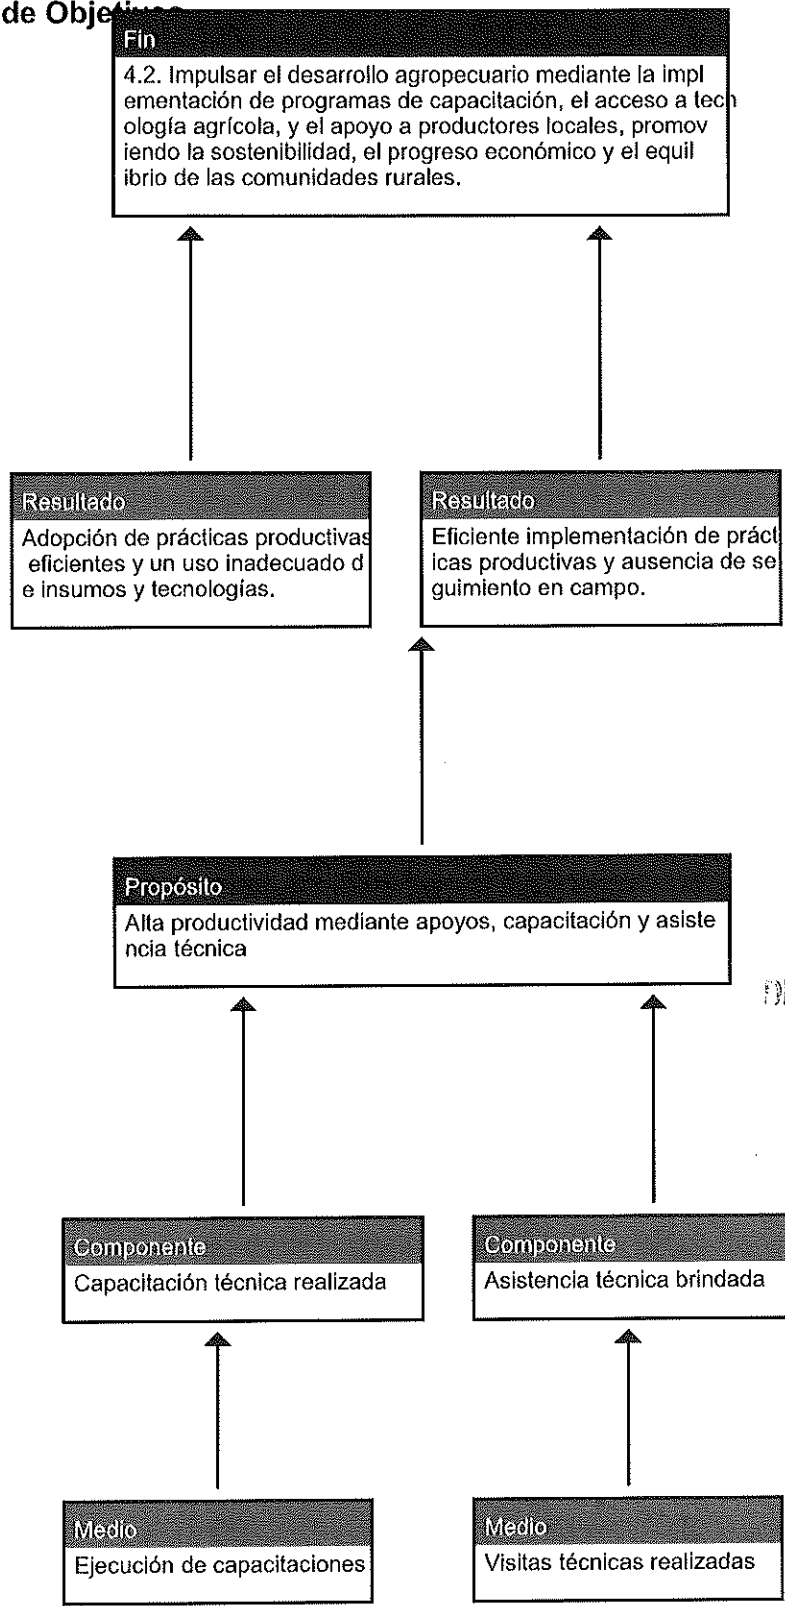 de Objetivos
Fin
4.2. Impulsar el desarrollo agropecuario mediante la impl
ementación de programas de capacitación, el acceso a tecn
ología agrícola, y el apoyo a productores locales, promov
iendo la sostenibilidad, el progreso económico y el equil
ibrio de las comunidades rurales.
Resultado
Adopción de prácticas productivas
eficientes y un uso inadecuado d
e insumos y tecnologías.
Resultado
Eficiente implementación de práct
icas productivas y ausencia de se
guimiento en campo.
Propósito
Alta productividad mediante apoyos, capacitación y asiste
ncia técnica
Componente
Capacitación técnica realizada
Componente
Asistencia técnica brindada
Medio
Ejecución de capacitaciones
Medio
Visitas técnicas realizadas